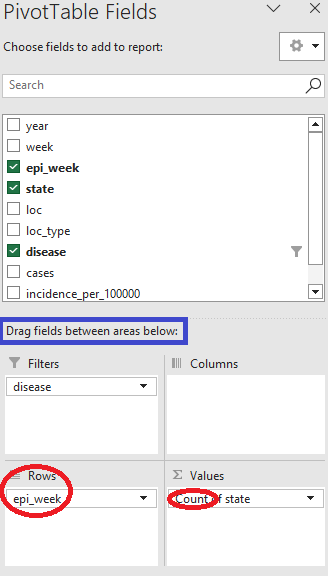 PivotTable Fields
Choose fields to add to report:
Search
year
week
epi_week
state
loc
loc_type
disease
cases
incidence_per_100000
Drag fields between areas below:
Filters
Columns
disease
Rows
Values
epi_week
Count of state